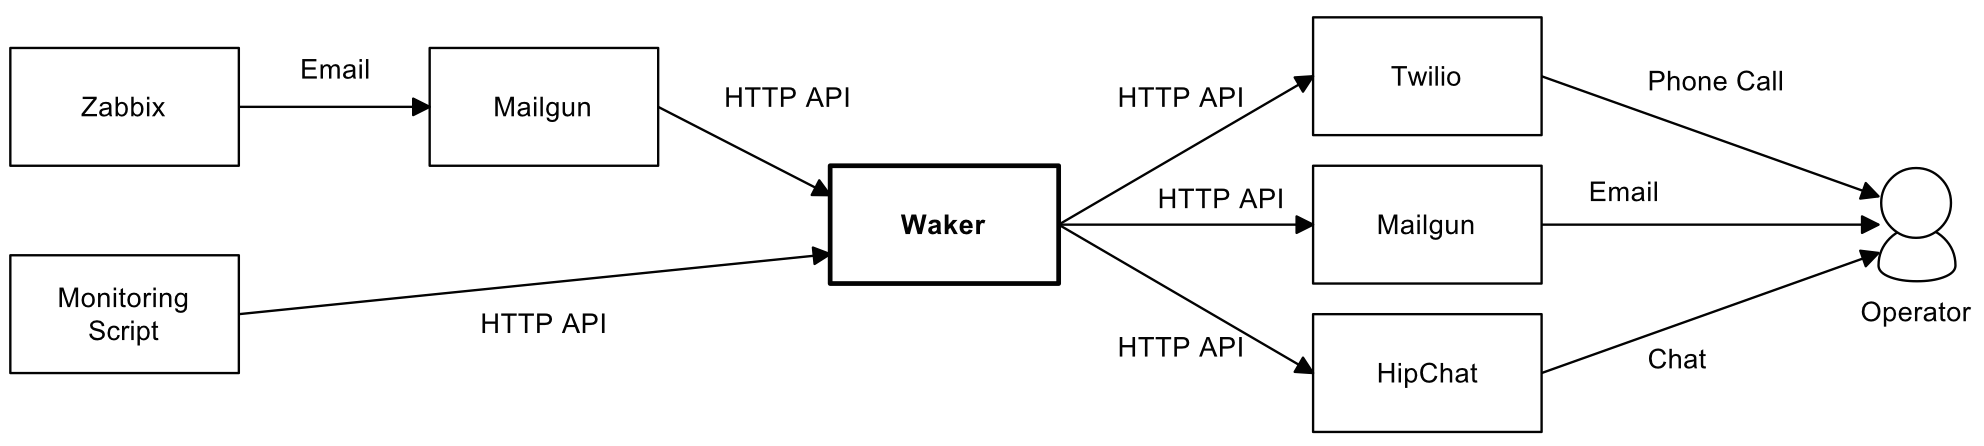 Zabbix
Email
Mailgun
HTTP API
Monitoring
Script
HTTP API
Waker
HTTP API
Twilio
Phone Call
HTTP API
Mailgun
Email
HTTP API
HipChat
Chat
Operator